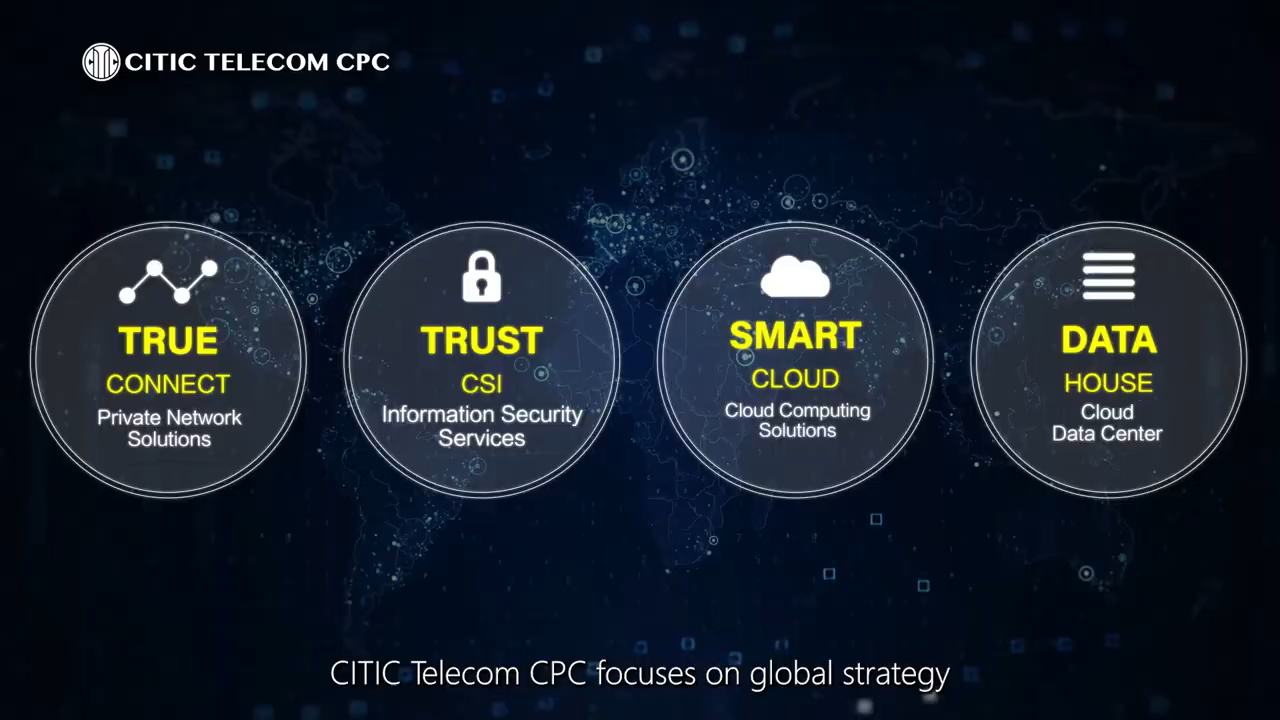 CITIC TELECOM CPC
TRUE
CONNECT
Private Network
Solutions
TRUST
CSI
Information Security
Services
SMART
CLOUD
Cloud Computing
Solutions
DATA
HOUSE
Cloud
Data Center
CITIC Telecom CPC focuses on global strategy